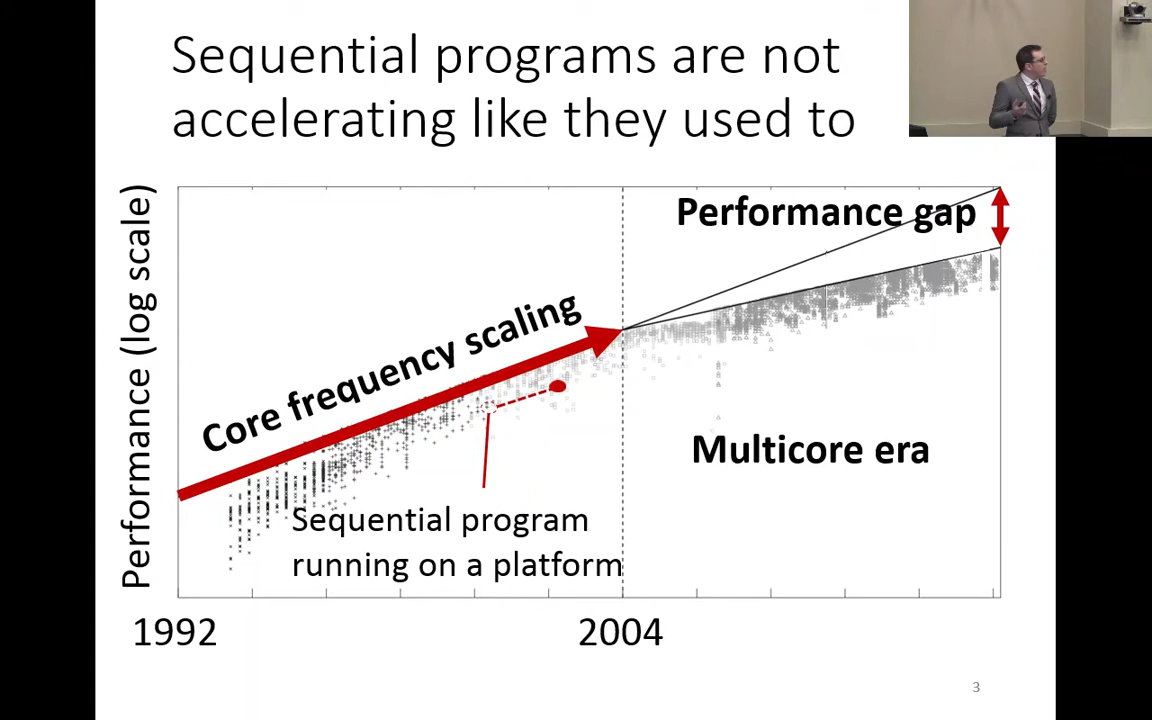 Sequential programs are not
accelerating like they used to
Performance (log scale)
Performance gap
Core frequency scaling
Multicore era
Sequential program
running on a platform
1992
2004
3